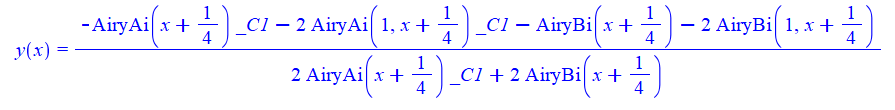 y(x) = (-AiryAi(x + 1/4) _C1 − 2 AiryAi(1, x + 1/4) _C1 − AiryBi(x + 1/4) − 2 AiryBi(1, x + 1/4)) / (2 AiryAi(x + 1/4) _C1 + 2 AiryBi(x + 1/4))